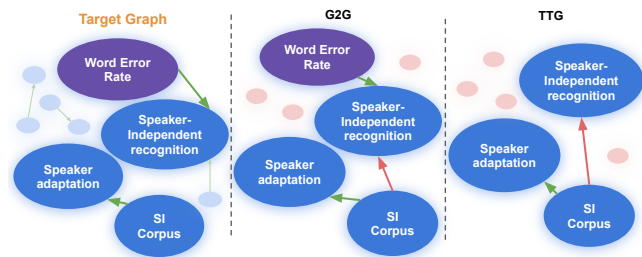 Target Graph
Word Error
Rate
Speaker-
Independent
recognition
Speaker
adaptation
SI
Corpus
G2G
Word Error
Rate
Speaker-
Independent
recognition
Speaker
adaptation
SI
Corpus
TTG
Speaker-
Independent
recognition
Speaker
adaptation
SI
Corpus